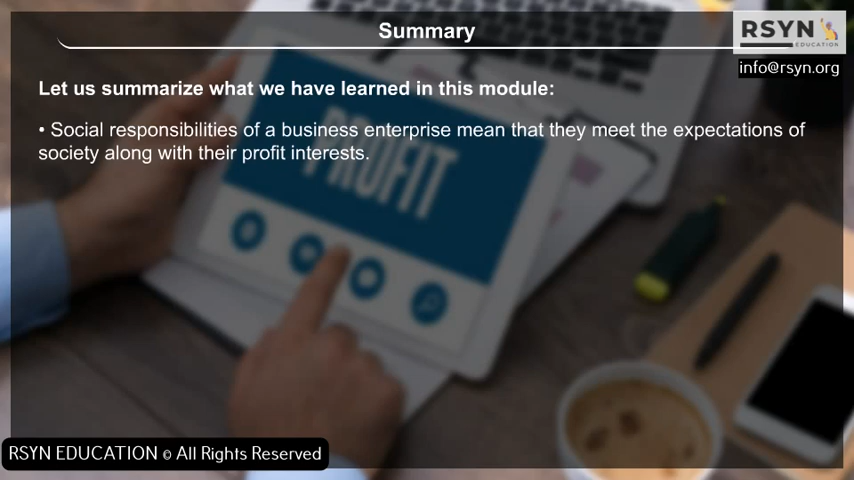 Summary
RSYN
EDUCATION
info@rsyn.org
Let us summarize what we have learned in this module:
• Social responsibilities of a business enterprise mean that they meet the expectations of
society along with their profit interests.
PROFIT
RSYN EDUCATION © All Rights Reserved